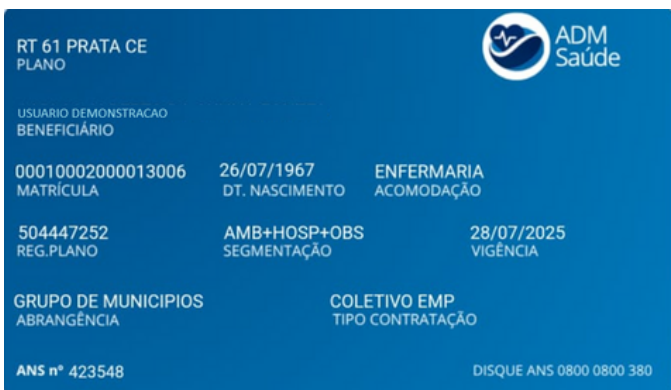 RT 61 PRATA CE
PLANO
ADM
Saúde
USUARIO DEMONSTRACAO
BENEFICIÁRIO
00010002000013006 26/07/1967 ENFERMARIA
MATRÍCULA DT. NASCIMENTO ACOMODAÇÃO
504447252 AMB+HOSP+OBS 28/07/2025
REG.PLANO SEGMENTAÇÃO VIGÊNCIA
GRUPO DE MUNICIPIOS COLETIVO EMP
ABRANGÊNCIA TIPO CONTRATAÇÃO
ANS nº 423548 DISQUE ANS 0800 0800 380